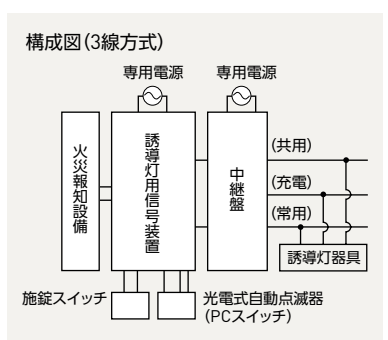 構成図(3線方式)
専用電源
専用電源
火災報知設備
誘導灯用信号装置
中継盤
(共用)
(充電)
(常用)
誘導灯器具
施錠スイッチ
光電式自動点滅器
(PCスイッチ)